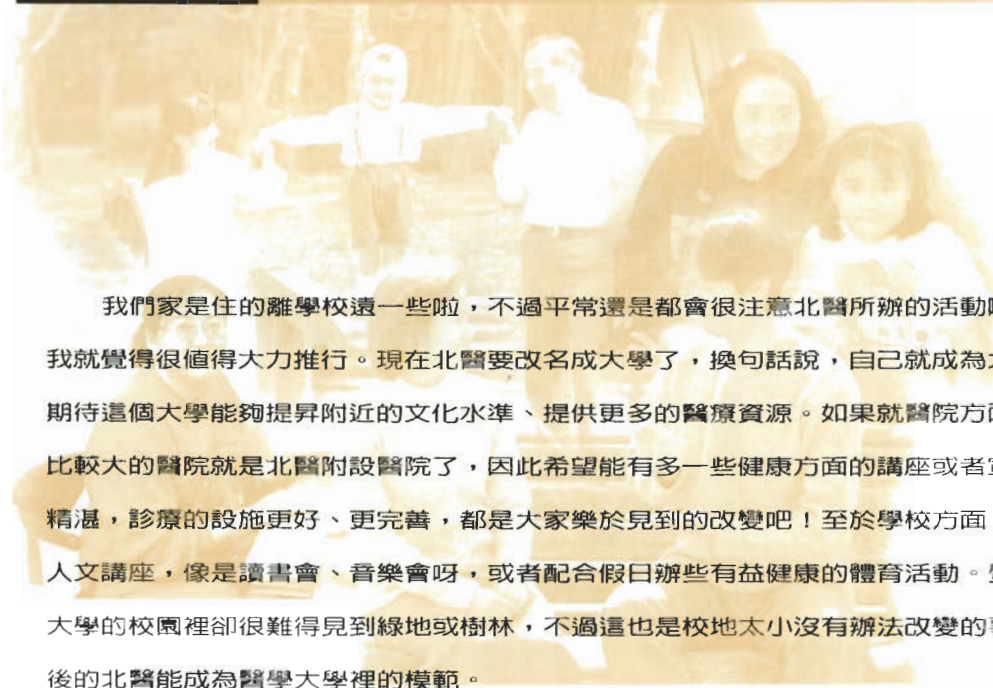 我們家是住的離學校遠一些啦，不過平常還是都會很注意北醫所辦的活動
我就覺得很值得大力推行。現在北醫要改名成大學了，換句話說，自己就成為
期待這個大學能夠提昇附近的文化水準、提供更多的醫療資源。如果就醫院方
比較大的醫院就是北醫附設醫院了，因此希望能有多一些健康方面的講座或者
精湛，診療的設施更好、更完善，都是大家樂於見到的改變吧！至於學校方面
人文講座，像是讀書會、音樂會呀，或者配合假日辦些有益健康的體育活動。
大學的校園裡卻很難得見到綠地或樹林，不過這也是校地太小沒有辦法改變的
後的北醫能成為醫學大學裡的模範。